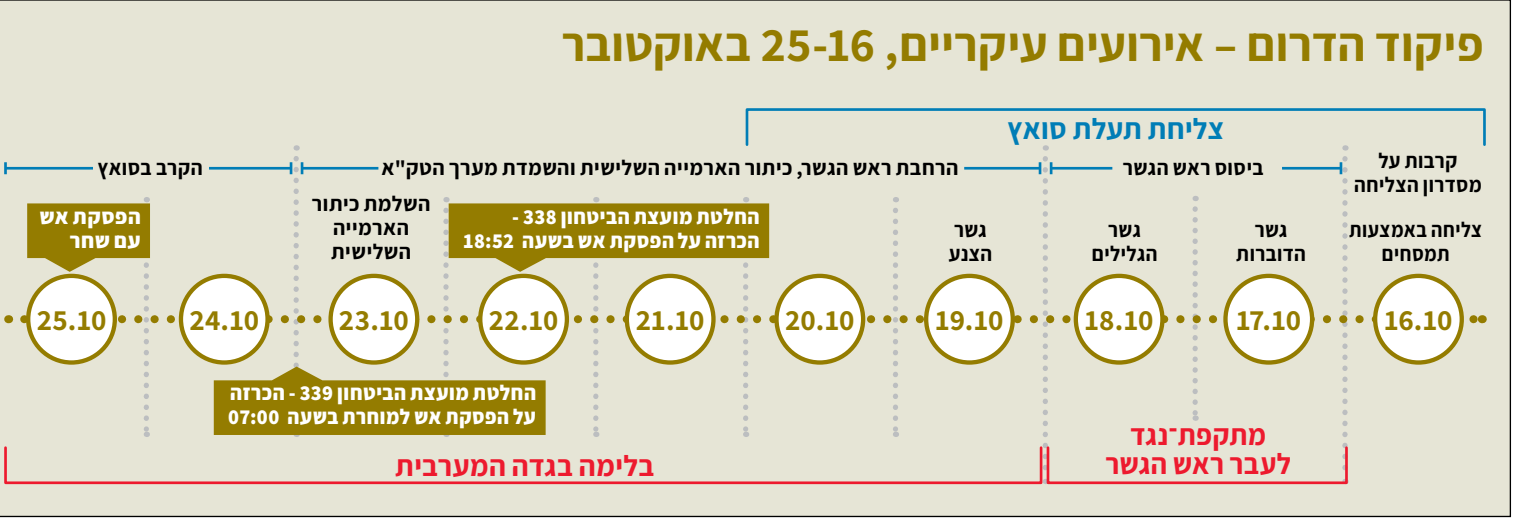 פיקוד הדרום – אירועים עיקריים, 25-16 באוקטובר
צליחת תעלת סואץ
קרבות על
מסדרון הצליחה
ביסוס ראש הגשר
הרחבת ראש הגשר, כיתור הארמייה השלישית והשמדת מערך הטק"א
הקרב בסואץ
צליחה באמצעות
תמסחים
גשר
הדוברות
גשר
הגלילים
גשר
הצנע
החלטת מועצת הביטחון 338 -
הכרזה על הפסקת אש בשעה 18:52
השלמת כיתור
הארמייה
השלישית
הפסקת אש
עם שחר
16.10
17.10
18.10
19.10
20.10
21.10
22.10
23.10
24.10
25.10
החלטת מועצת הביטחון 339 - הכרזה
על הפסקת אש למוחרת בשעה 07:00
מתקפת־נגד
לעבר ראש הגשר
בלימה בגדה המערבית